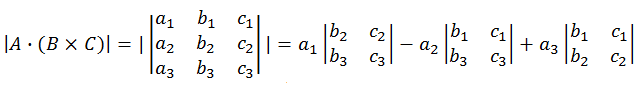 |A · (B × C)| = | |a₁ b₁ c₁; a₂ b₂ c₂; a₃ b₃ c₃| | = a₁ |b₂ c₂; b₃ c₃| − a₂ |b₁ c₁; b₃ c₃| + a₃ |b₁ c₁; b₂ c₂|